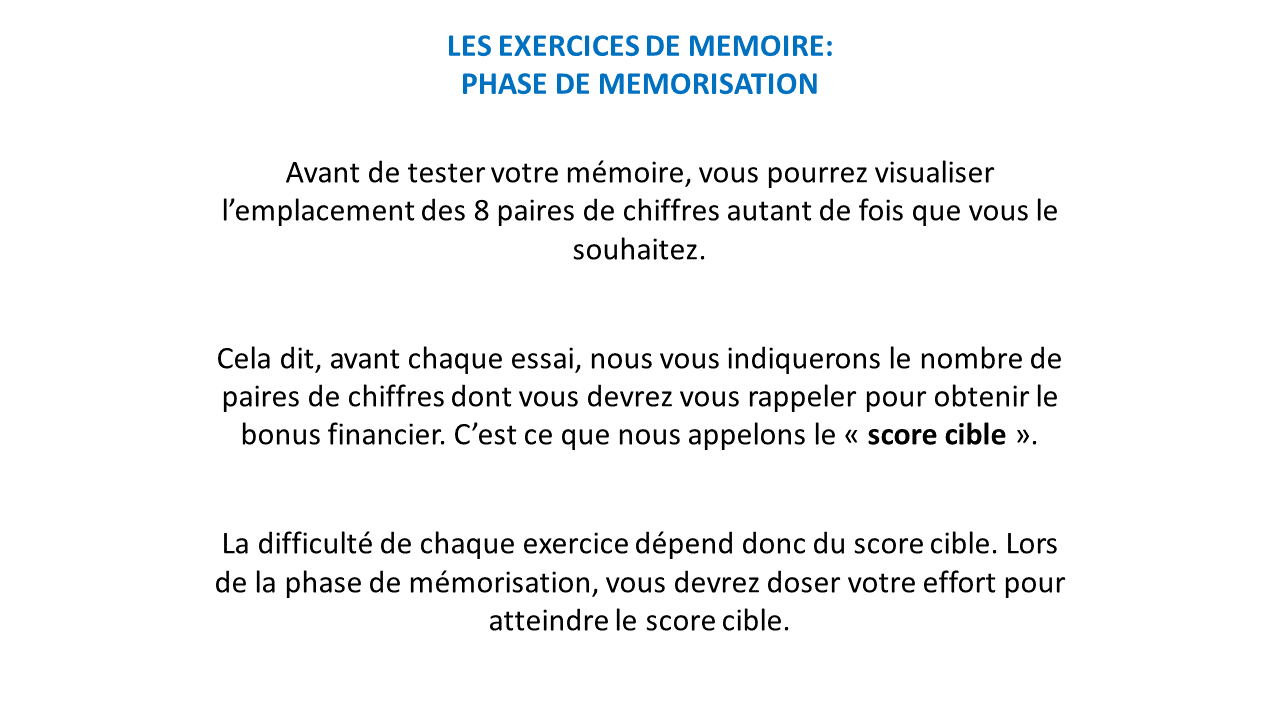 LES EXERCICES DE MEMOIRE:
PHASE DE MEMORISATION
Avant de tester votre mémoire, vous pourrez visualiser
l’emplacement des 8 paires de chiffres autant de fois que vous le
souhaitez.
Cela dit, avant chaque essai, nous vous indiquerons le nombre de
paires de chiffres dont vous devrez vous rappeler pour obtenir le
bonus financier. C’est ce que nous appelons le « score cible ».
La difficulté de chaque exercice dépend donc du score cible. Lors
de la phase de mémorisation, vous devrez doser votre effort pour
atteindre le score cible.